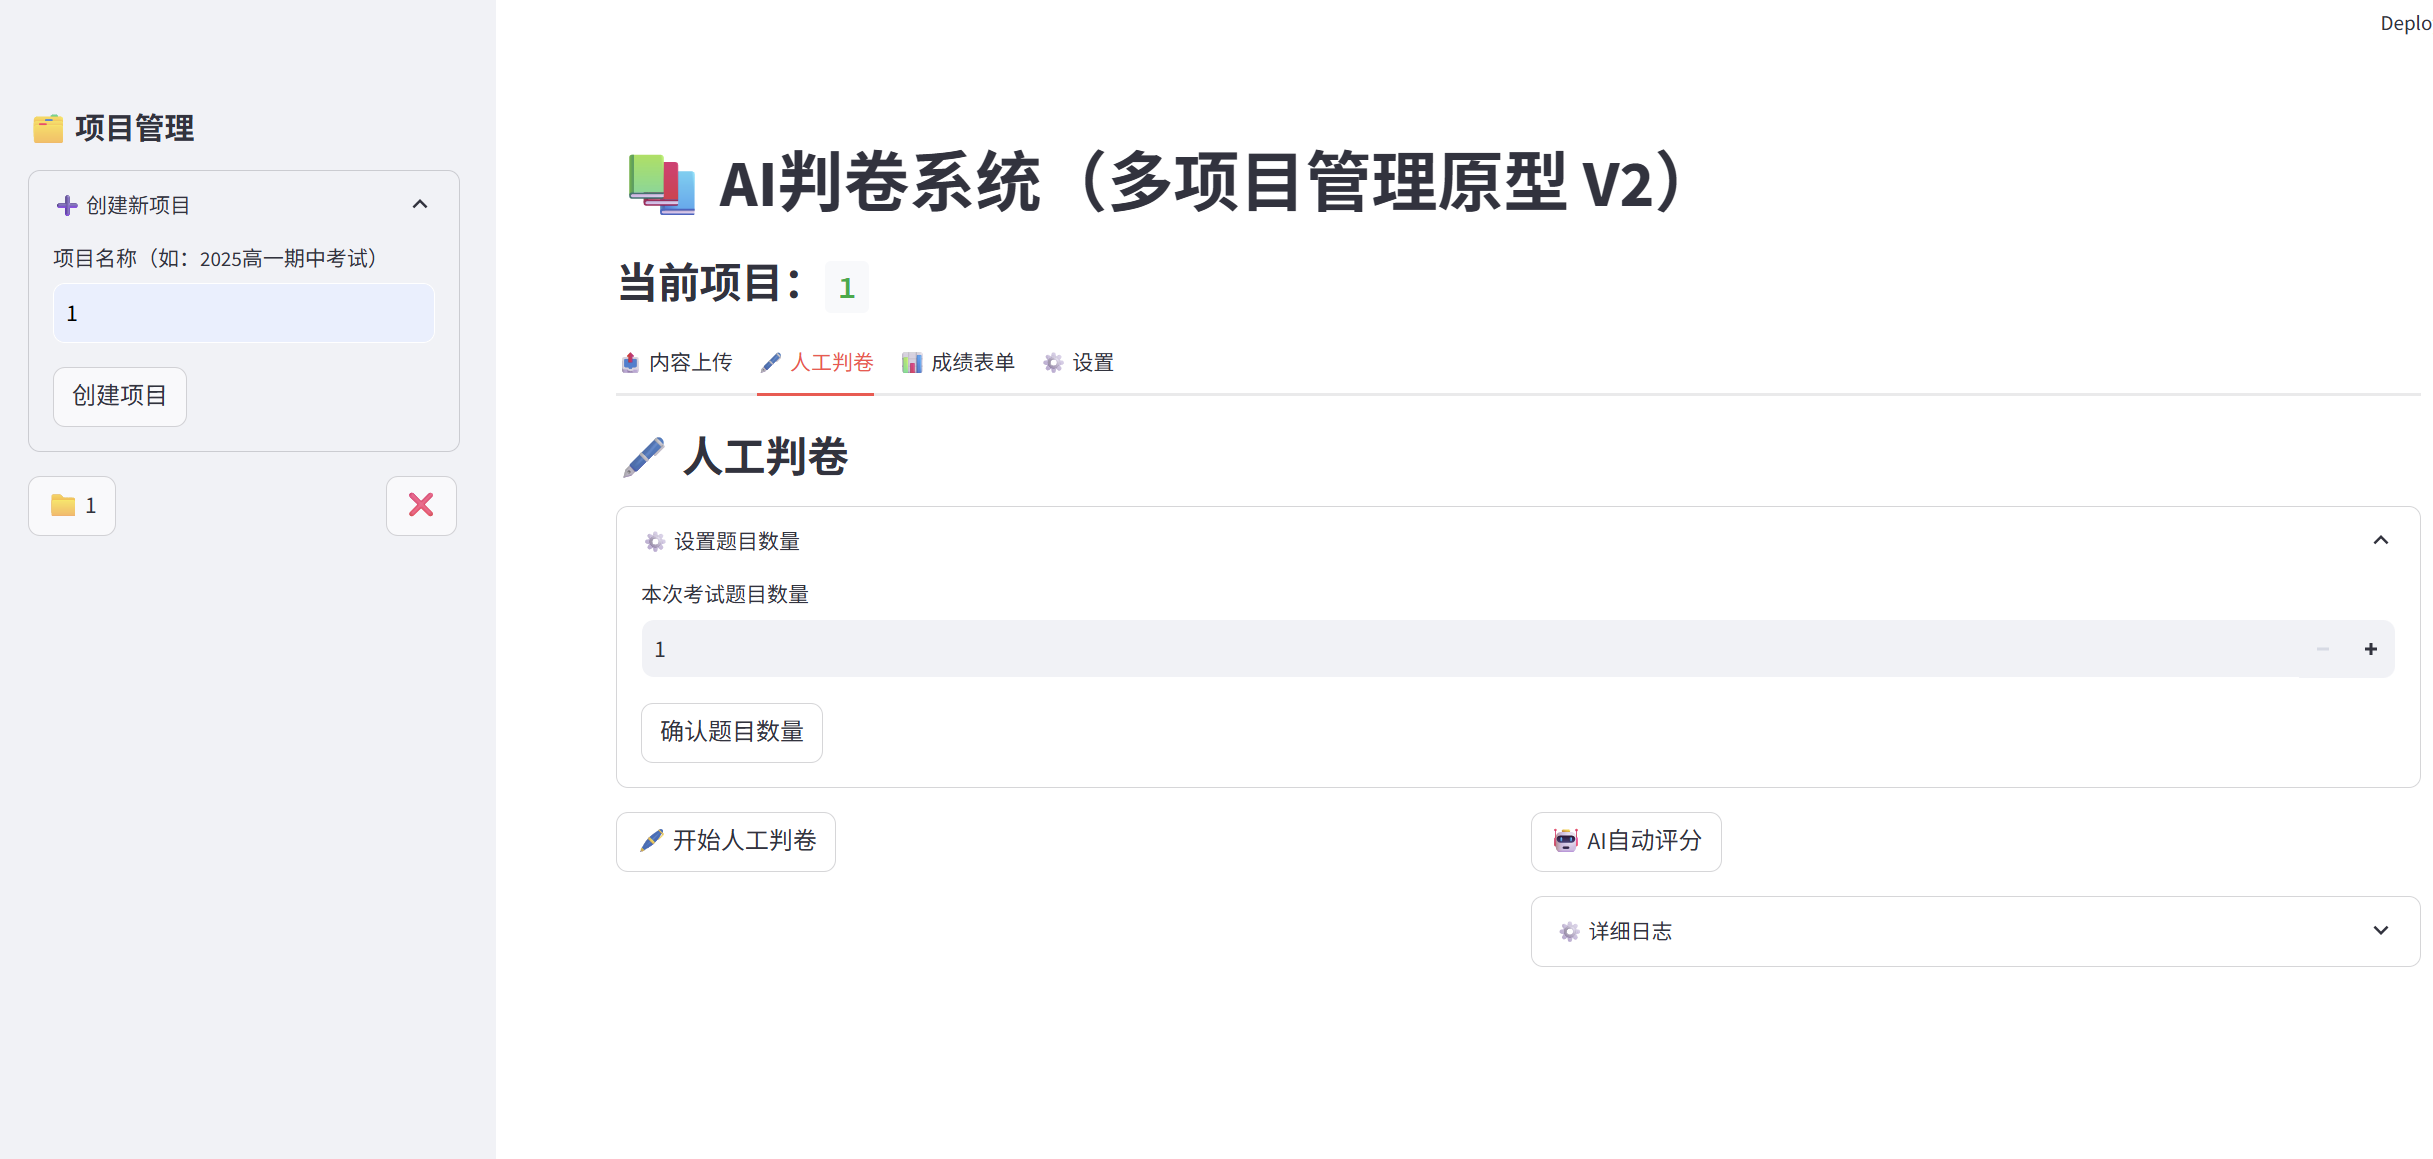 Deplo
项目管理
创建新项目
项目名称（如：2025高一期中考试）
1
创建项目
1
AI判卷系统（多项目管理原型 V2）
当前项目： 1
内容上传 人工判卷 成绩表单 设置
人工判卷
设置题目数量
本次考试题目数量
1
确认题目数量
开始人工判卷 AI自动评分
详细日志